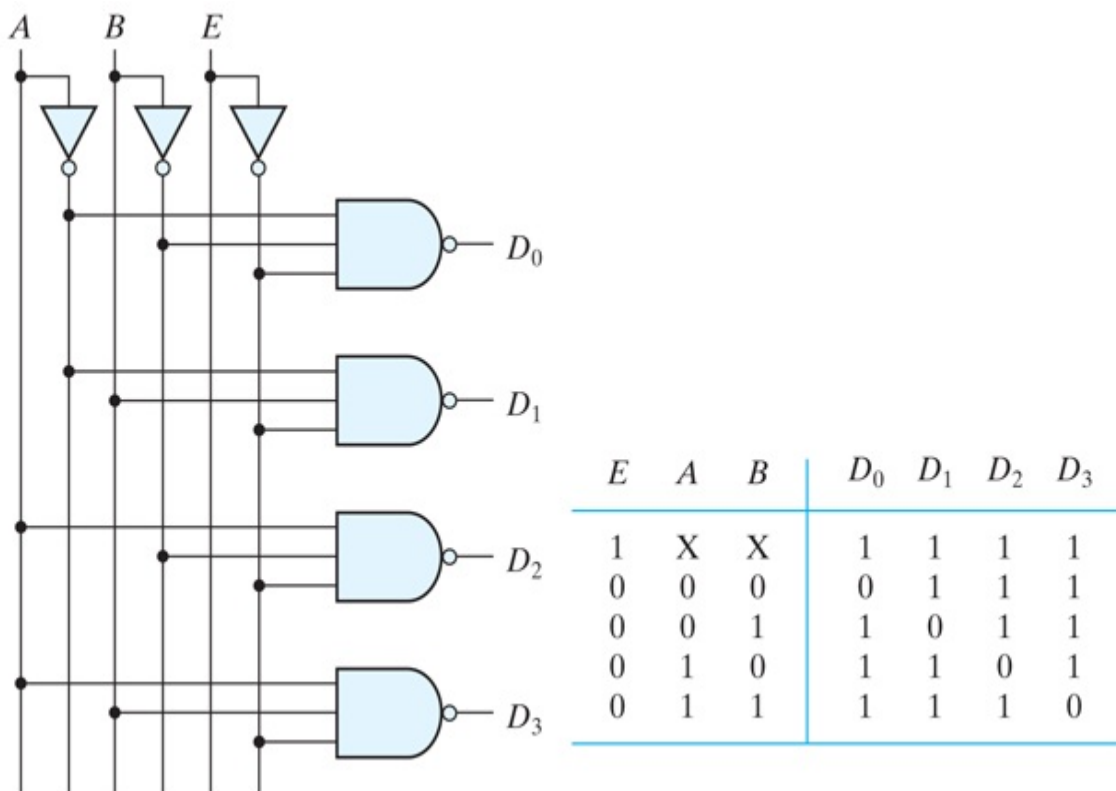 A B E
D₀
D₁
D₂
D₃
E A B D₀ D₁ D₂ D₃
1 X X 1 1 1 1
0 0 0 0 1 1 1
0 0 1 1 0 1 1
0 1 0 1 1 0 1
0 1 1 1 1 1 0